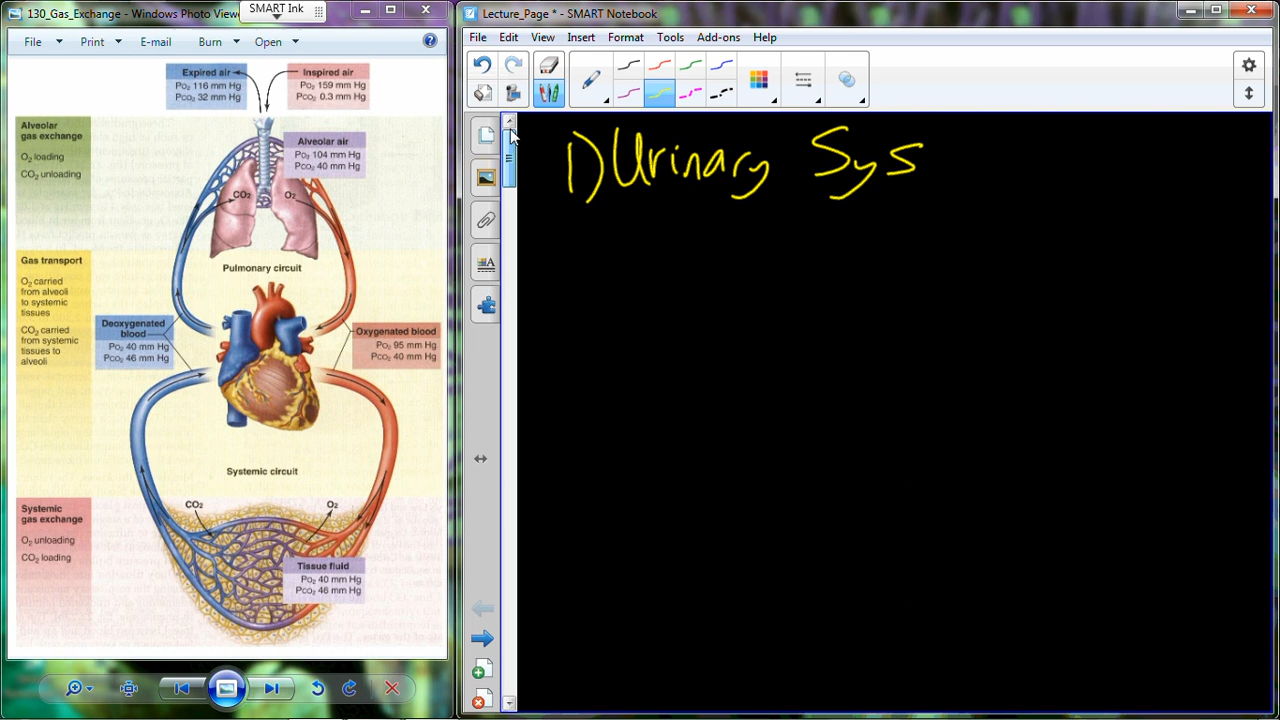 130_Gas_Exchange - Windows Photo Viewe
SMART Ink
File Print E-mail Burn Open
Expired air
PO2 116 mm Hg
PCO2 32 mm Hg
Inspired air
PO2 159 mm Hg
PCO2 0.3 mm Hg
Alveolar
gas exchange
O2 loading
CO2 unloading
Alveolar air
PO2 104 mm Hg
PCO2 40 mm Hg
CO2
O2
Pulmonary circuit
Gas transport
O2 carried
from alveoli
to systemic
tissues
CO2 carried
from systemic
tissues to
alveoli
Deoxygenated
blood
PO2 40 mm Hg
PCO2 46 mm Hg
Oxygenated blood
PO2 95 mm Hg
PCO2 40 mm Hg
Systemic circuit
Systemic
gas exchange
O2 unloading
CO2 loading
CO2
O2
Tissue fluid
PO2 40 mm Hg
PCO2 46 mm Hg
Lecture_Page * - SMART Notebook
File Edit View Insert Format Tools Add-ons Help
D) Urinary Sys